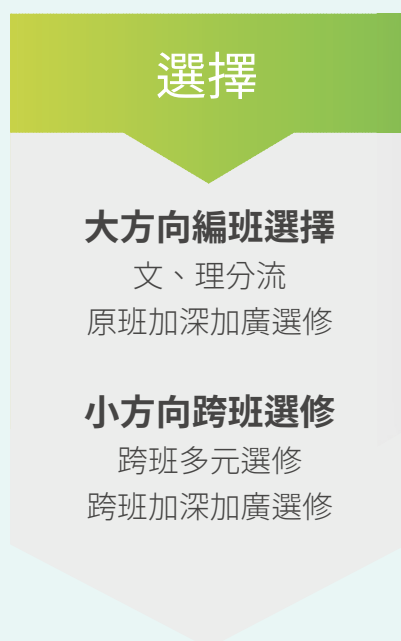 選擇
大方向編班選擇
文、理分流
原班加深加廣選修
小方向跨班選修
跨班多元選修
跨班加深加廣選修